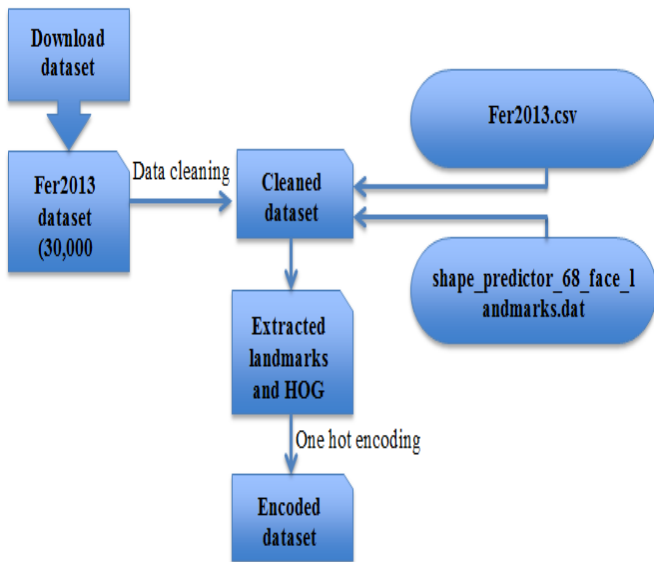 Download
dataset
Fer2013
dataset
(30,000
Data cleaning
Cleaned
dataset
Fer2013.csv
shape_predictor_68_face_l
andmarks.dat
Extracted
landmarks
and HOG
One hot encoding
Encoded
dataset